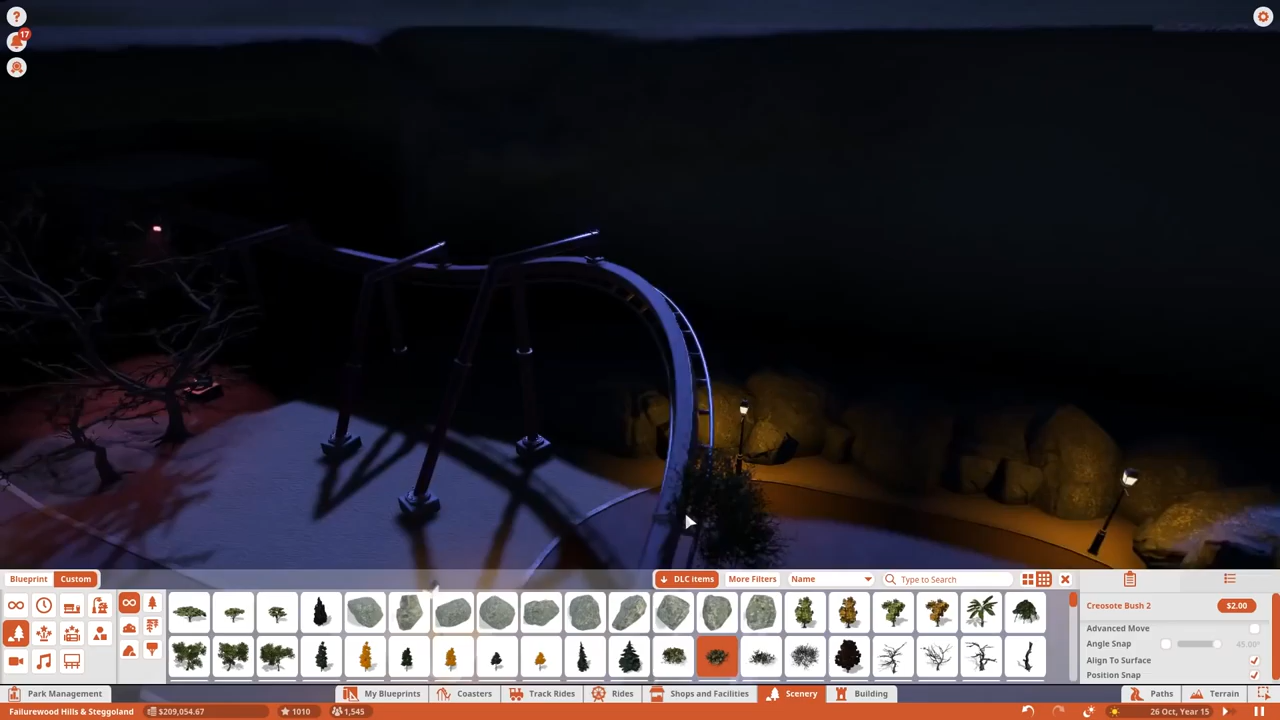 ?
17
Blueprint
Custom
DLC items
More Filters
Name
Type to Search
Creosote Bush 2
$2.00
Advanced Move
Angle Snap
45.00°
Align To Surface
Position Snap
Park Management
My Blueprints
Coasters
Track Rides
Rides
Shops and Facilities
Scenery
Building
Paths
Terrain
Failurewood Hills & Steggoland
$209,054.67
1010
1,545
26 Oct, Year 15